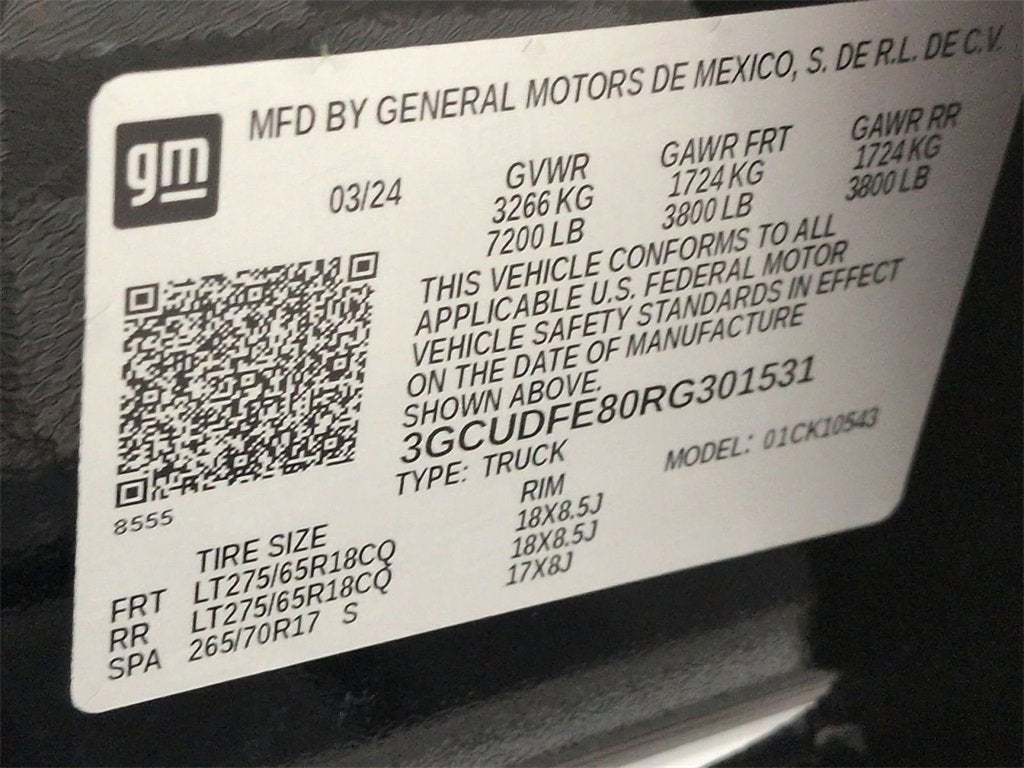 gm
MFD BY GENERAL MOTORS DE MEXICO, S. DE R.L. DE C.V.
03/24 GVWR GAWR FRT GAWR RR
3266 KG 1724 KG 1724 KG
7200 LB 3800 LB 3800 LB
THIS VEHICLE CONFORMS TO ALL
APPLICABLE U.S. FEDERAL MOTOR
VEHICLE SAFETY STANDARDS IN EFFECT
ON THE DATE OF MANUFACTURE
SHOWN ABOVE.
3GCUDFE80RG301531
TYPE: TRUCK MODEL: 01CK10543
8555
TIRE SIZE RIM
FRT LT275/65R18CQ 18X8.5J
RR LT275/65R18CQ 18X8.5J
SPA 265/70R17 S 17X8J